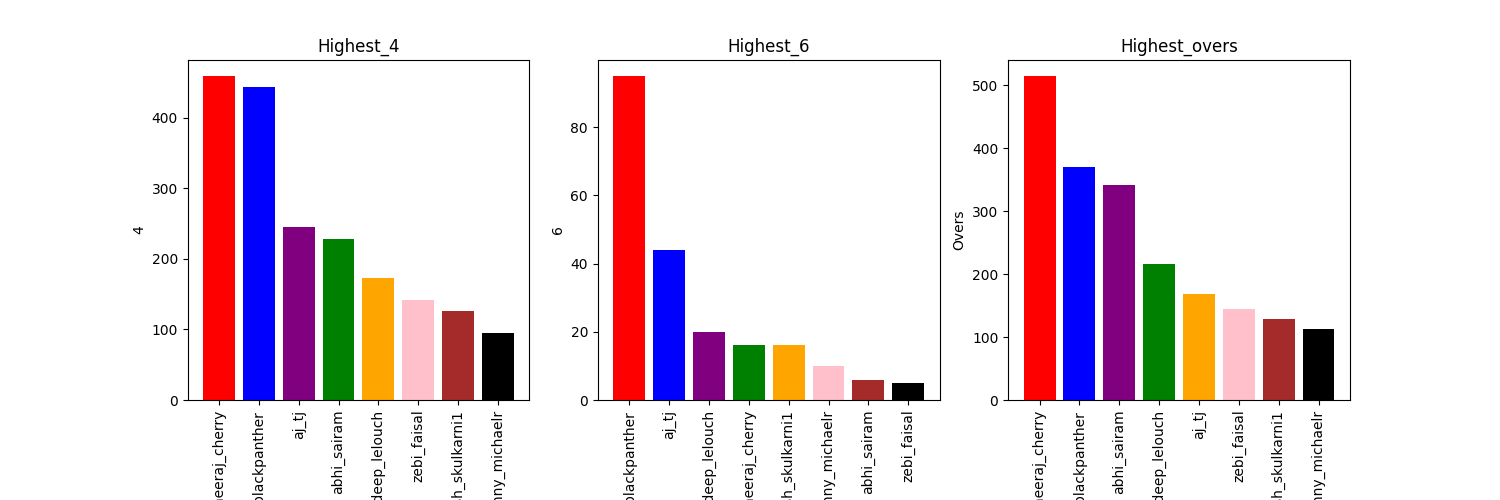 Highest_4
4
400
300
200
100
0
eeraj_cherry
blackpanther
aj_tj
abhi_sairam
deep_lelouch
zebi_faisal
h_skulkarni1
nny_michaelr
Highest_6
6
80
60
40
20
0
blackpanther
aj_tj
deep_lelouch
eeraj_cherry
h_skulkarni1
nny_michaelr
abhi_sairam
zebi_faisal
Highest_overs
Overs
500
400
300
200
100
0
eeraj_cherry
blackpanther
abhi_sairam
deep_lelouch
aj_tj
zebi_faisal
h_skulkarni1
nny_michaelr